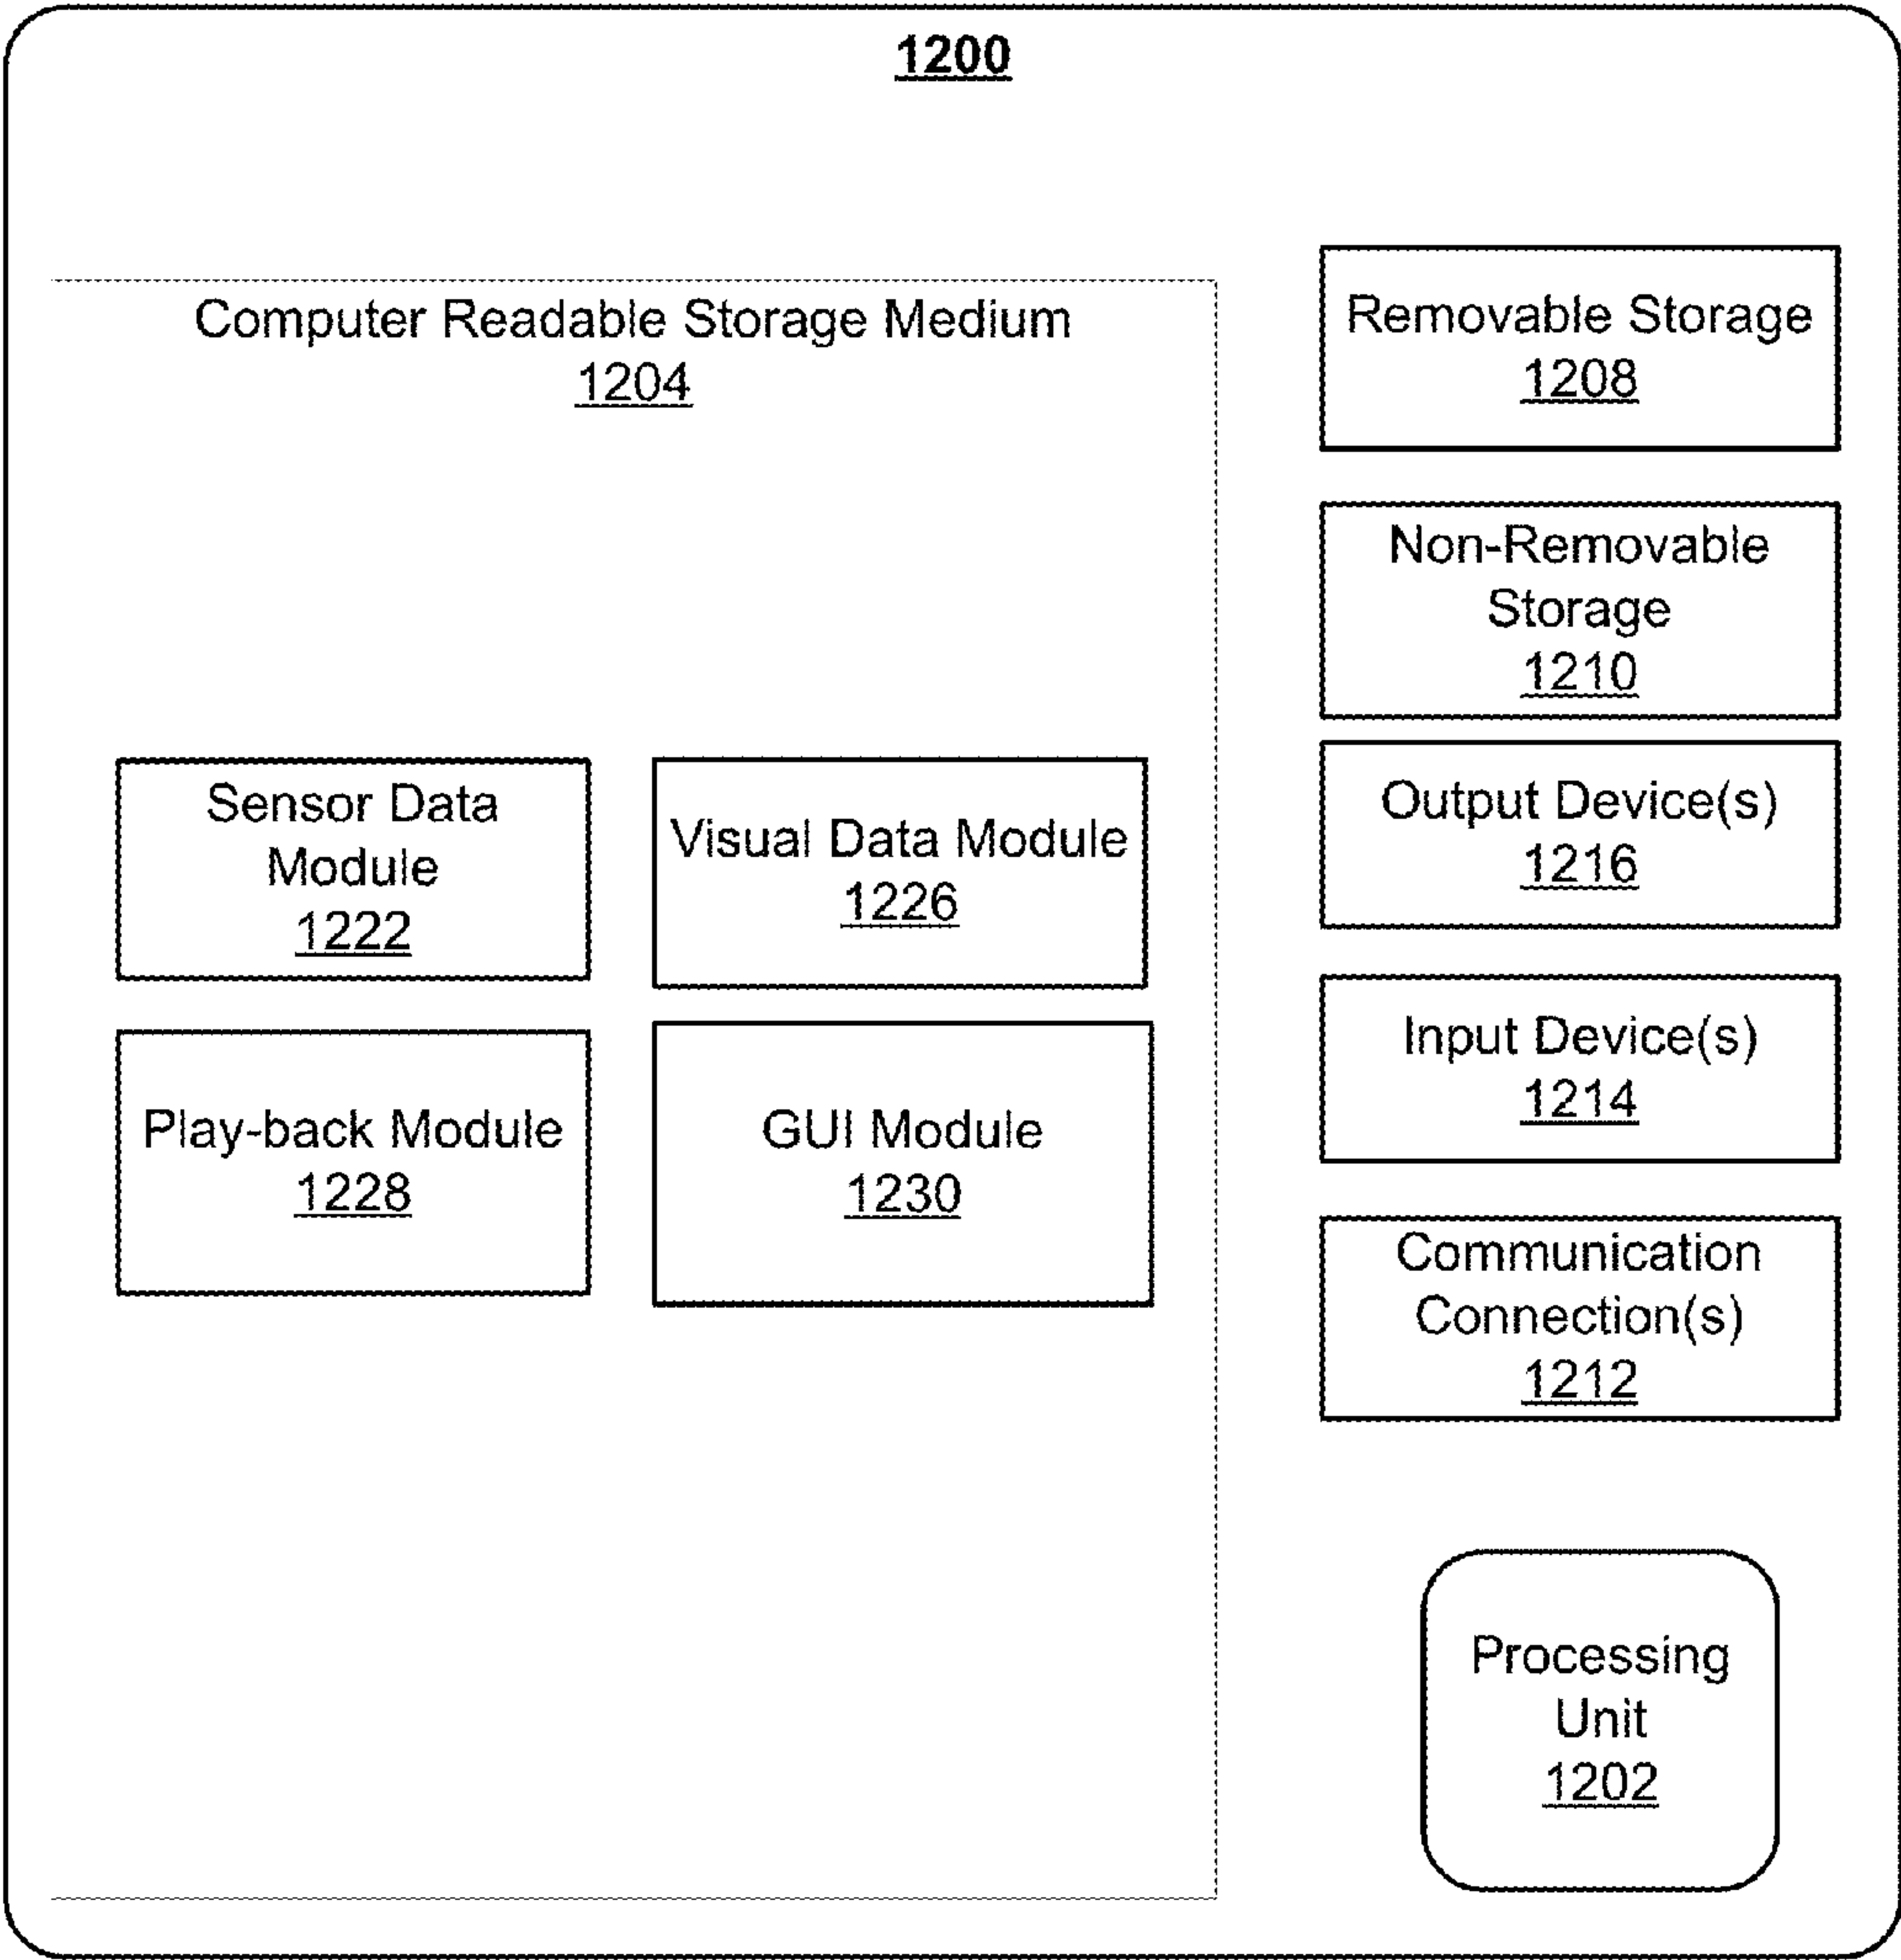 1200
Computer Readable Storage Medium
1204
Sensor Data
Module
1222
Visual Data Module
1226
Play-back Module
1228
GUI Module
1230
Removable Storage
1208
Non-Removable
Storage
1210
Output Device(s)
1216
Input Device(s)
1214
Communication
Connection(s)
1212
Processing
Unit
1202